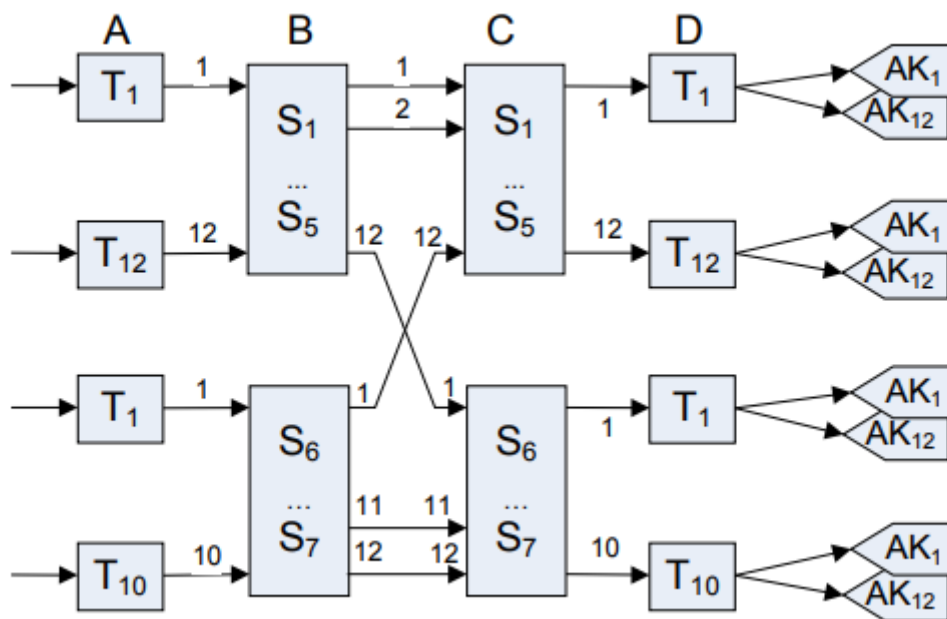 A B C D
T1 1 1 T1 AK1
S1 2 S1 1 AK12
... ...
T12 12 S5 12 12 S5 12 T12 AK1
AK12
T1 1 1 1 T1 AK1
S6 S6 1 AK12
... 11 11 ...
T10 10 S7 12 12 S7 10 T10 AK1
AK12